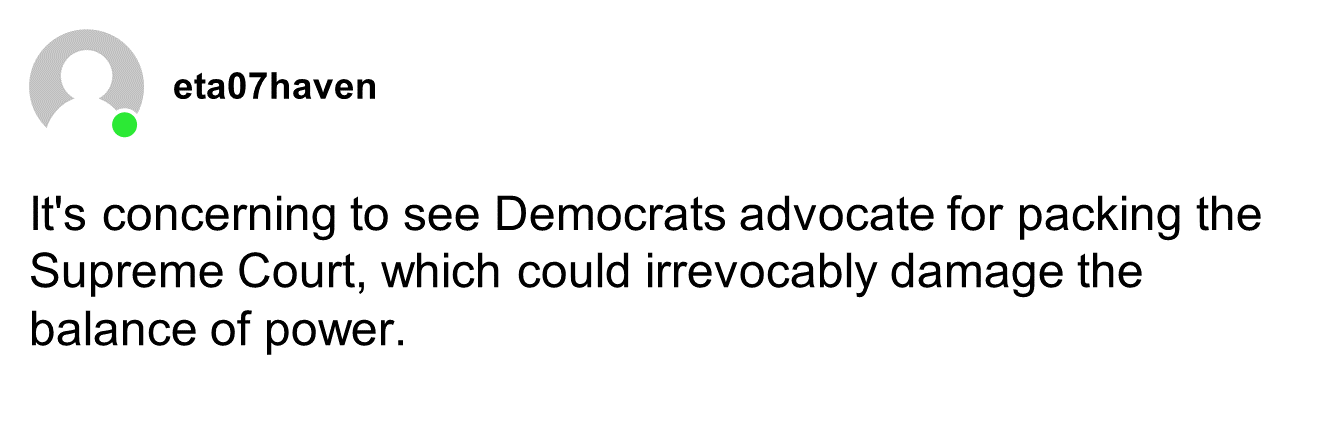 eta07haven
It's concerning to see Democrats advocate for packing the
Supreme Court, which could irrevocably damage the
balance of power.